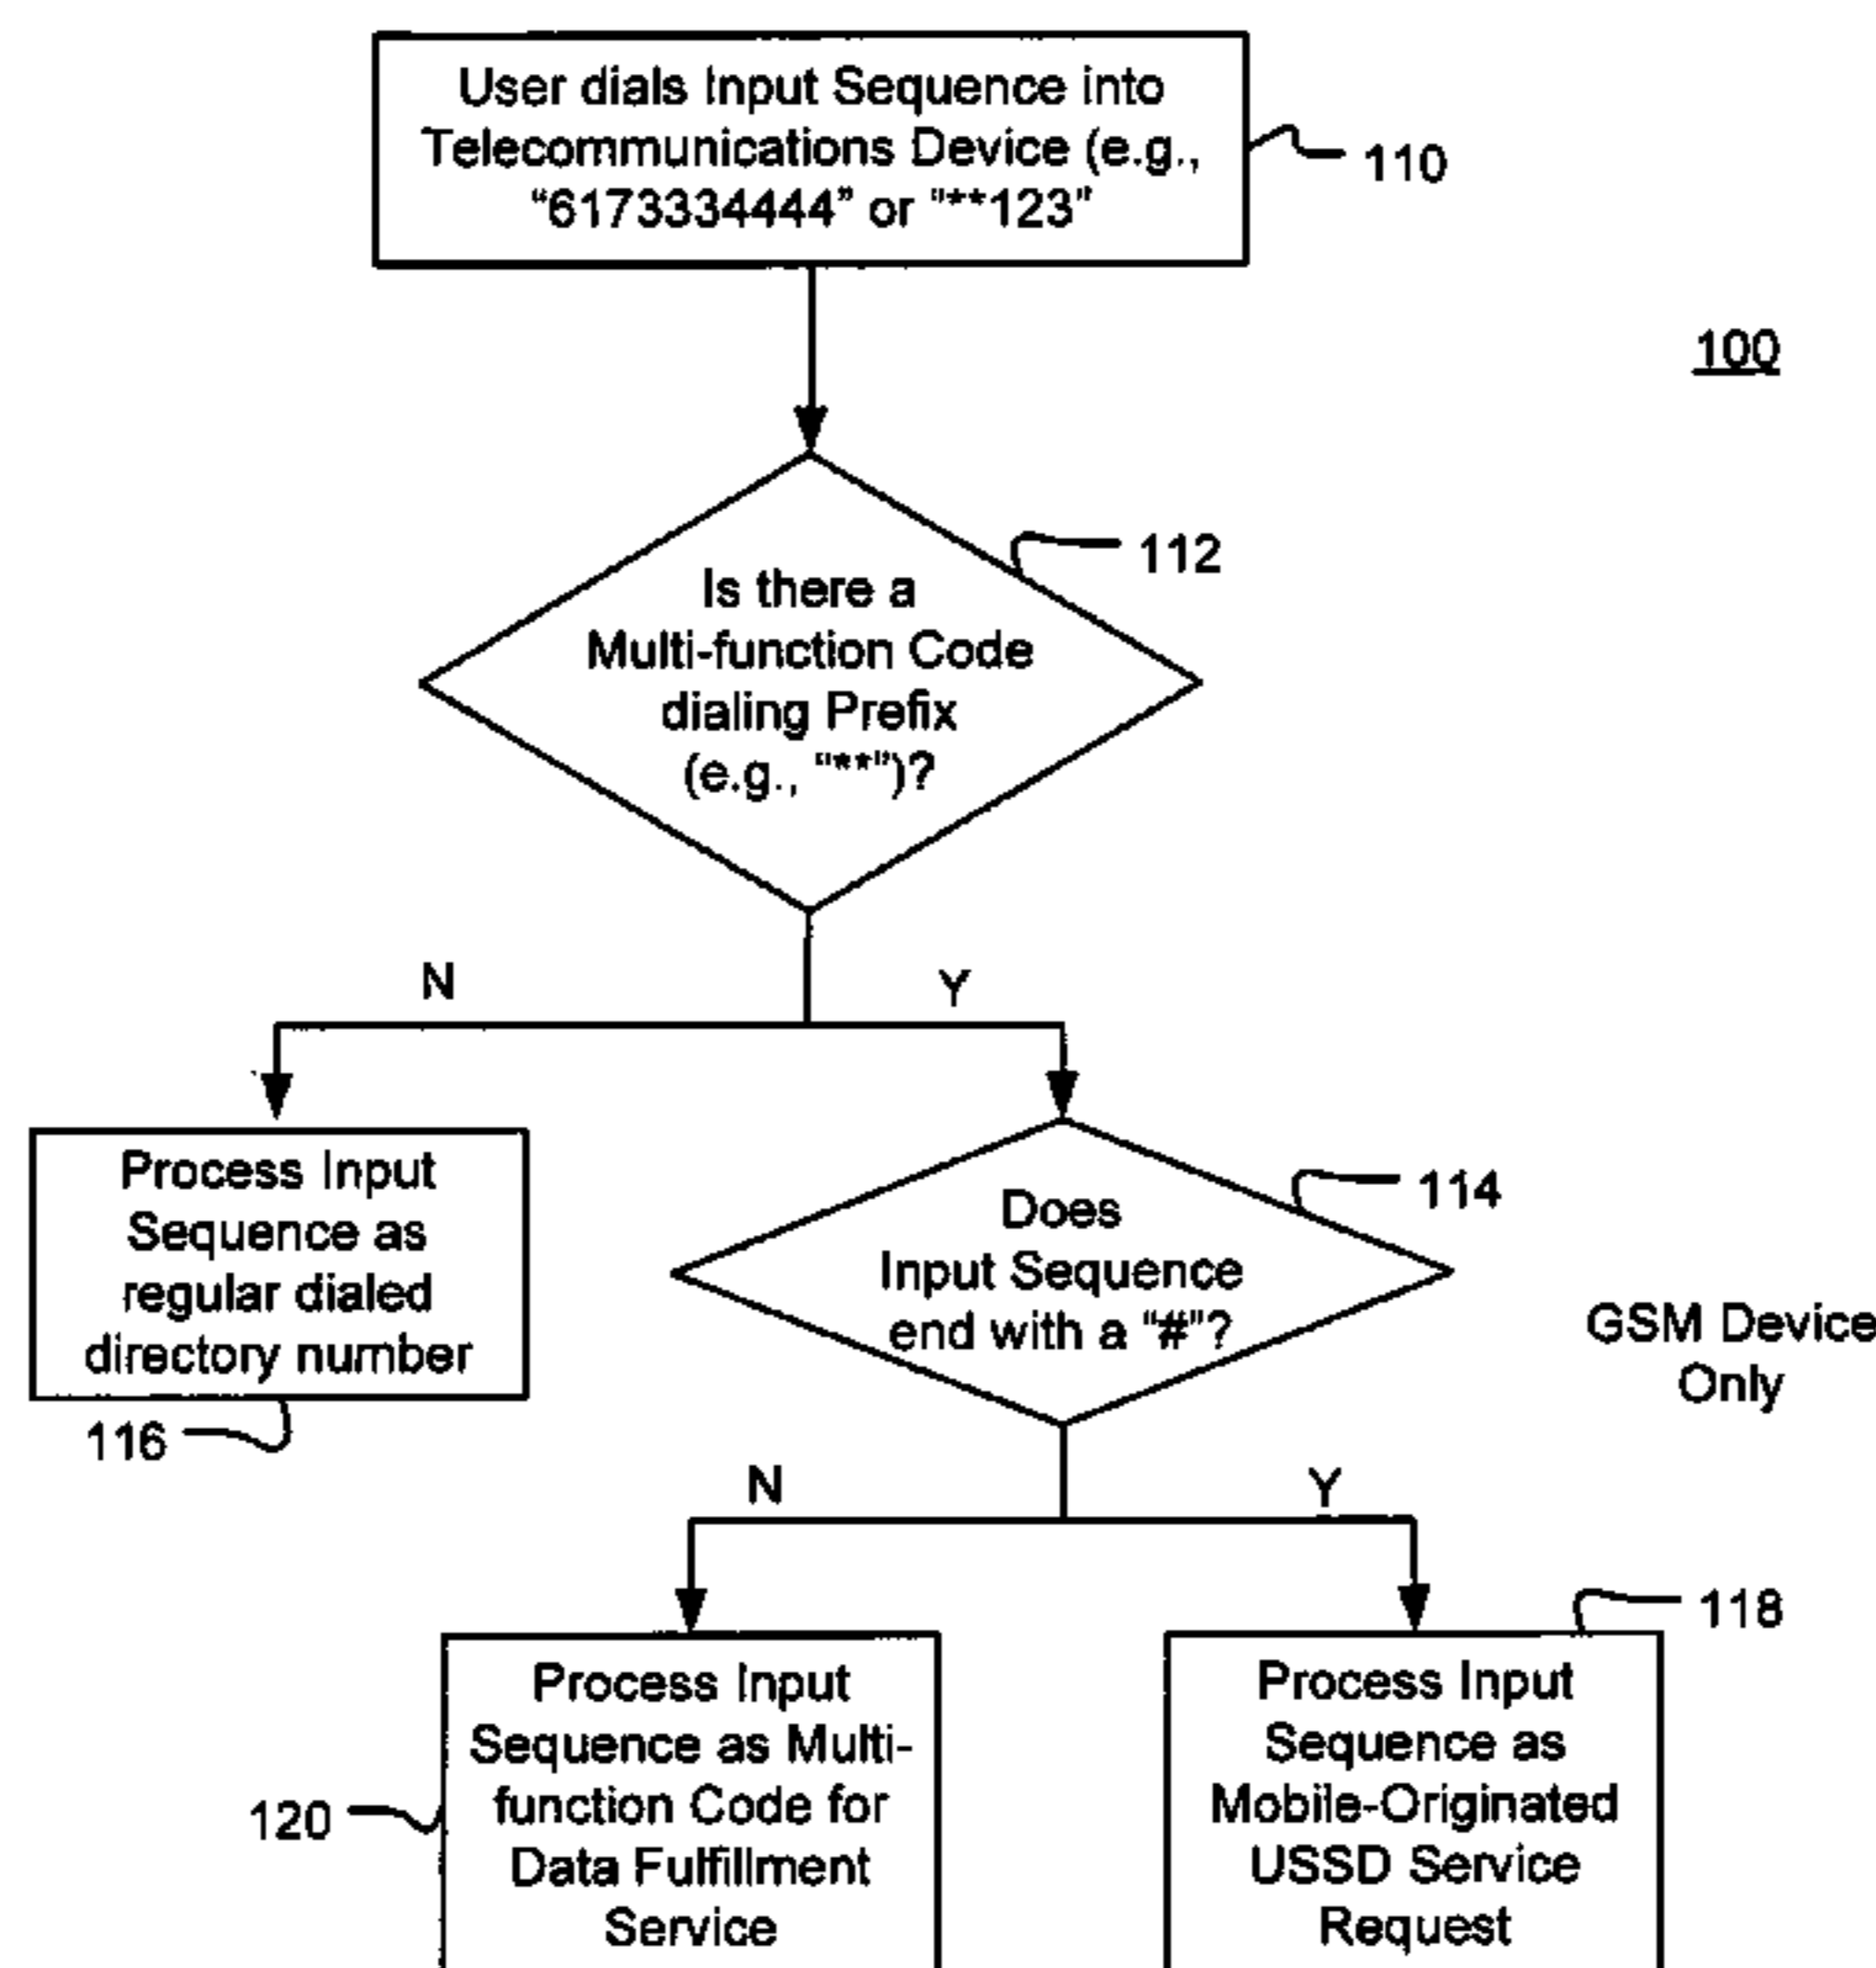 User dials Input Sequence into
Telecommunications Device (e.g.,
“6173334444” or "**123"
110
100
112
Is there a
Multi-function Code
dialing Prefix
(e.g., "**")?
N
Y
Process Input
Sequence as
regular dialed
directory number
116
114
Does
Input Sequence
end with a “#”?
GSM Device
Only
N
Y
118
Process Input
Sequence as Multi-
function Code for
Data Fulfillment
Service
120
Process Input
Sequence as
Mobile-Originated
USSD Service
Request